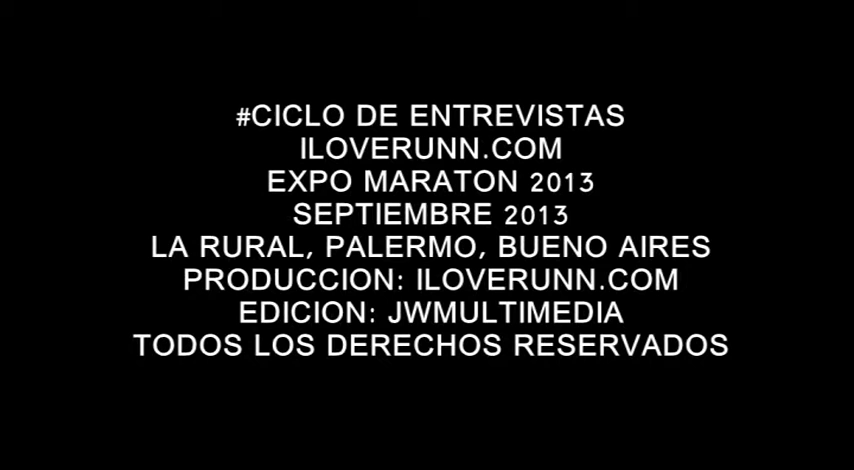 #CICLO DE ENTREVISTAS
ILOVERUNN.COM
EXPO MARATON 2013
SEPTIEMBRE 2013
LA RURAL, PALERMO, BUENO AIRES
PRODUCCION: ILOVERUNN.COM
EDICION: JWMULTIMEDIA
TODOS LOS DERECHOS RESERVADOS